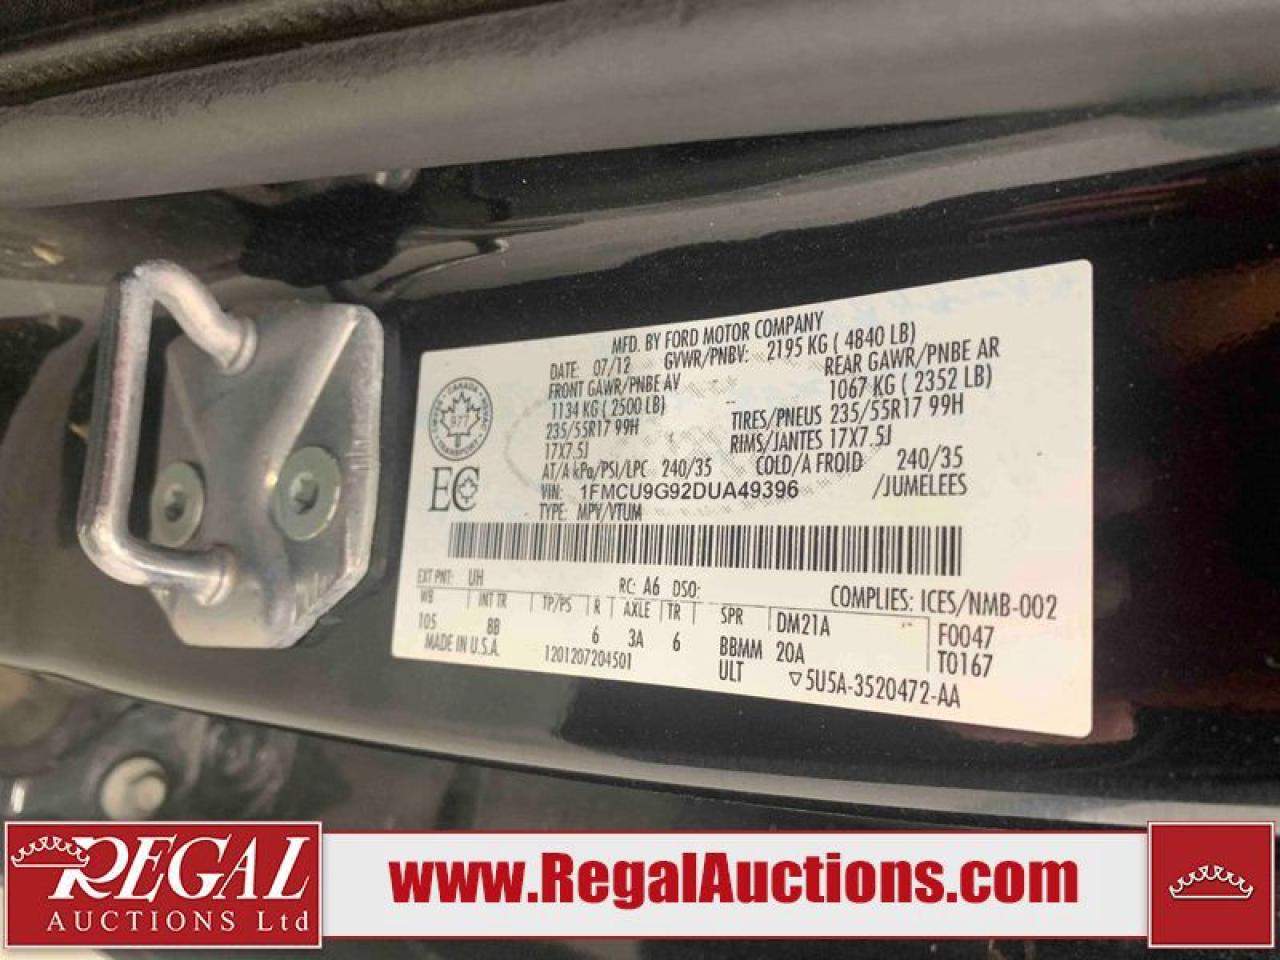 MFD. BY FORD MOTOR COMPANY
DATE: 07/12 GVWR/PNBV: 2195 KG ( 4840 LB)
FRONT GAWR/PNBE AV REAR GAWR/PNBE AR
1134 KG ( 2500 LB) 1067 KG ( 2352 LB)
235/55R17 99H TIRES/PNEUS 235/55R17 99H
17X7.5J RIMS/JANTES 17X7.5J
AT/A kPa/PSI/LPC 240/35 COLD/A FROID 240/35
VIN: 1FMCU9G92DUA49396 /JUMELEES
TYPE: MPV/VTUM
CANADA
977
TRANSPORT
EC
EXT PNT: UH RC: A6 DSO: COMPLIES: ICES/NMB-002
WB INT TR TP/PS R AXLE TR SPR DM21A F0047
105 8B 6 3A 6 BBMM 20A T0167
MADE IN U.S.A. 1201207204501 ULT ▽5U5A-3520472-AA
REGAL
AUCTIONS Ltd
www.RegalAuctions.com